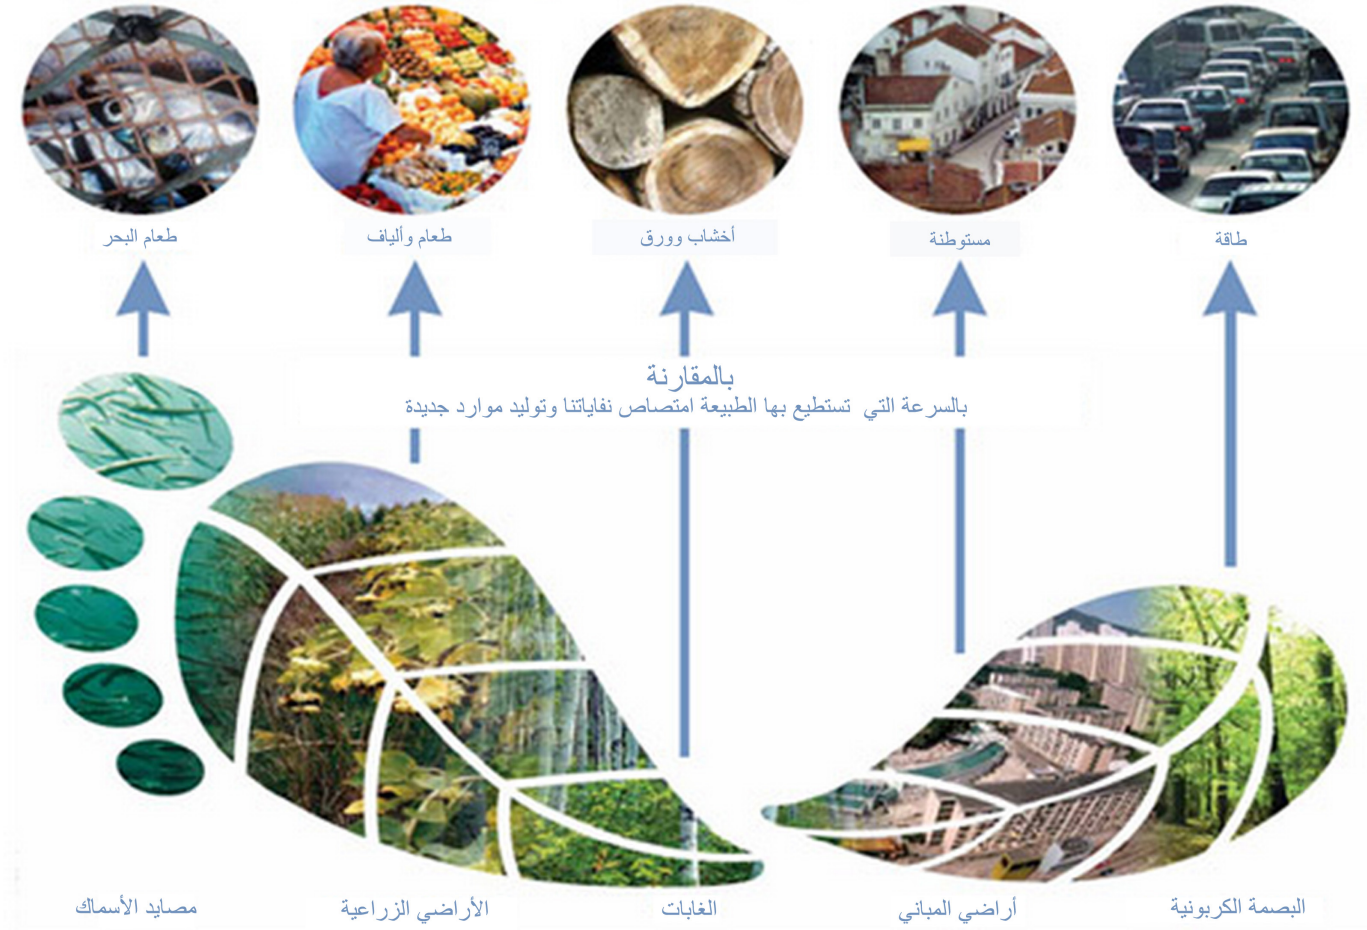 طاقة
مستوطنة
أخشاب وورق
طعام وألياف
طعام البحر
بالمقارنة
بالسرعة التي تستطيع بها الطبيعة امتصاص نفاياتنا وتوليد موارد جديدة
البصمة الكربونية
أراضي المباني
الغابات
الأراضي الزراعية
مصايد الأسماك